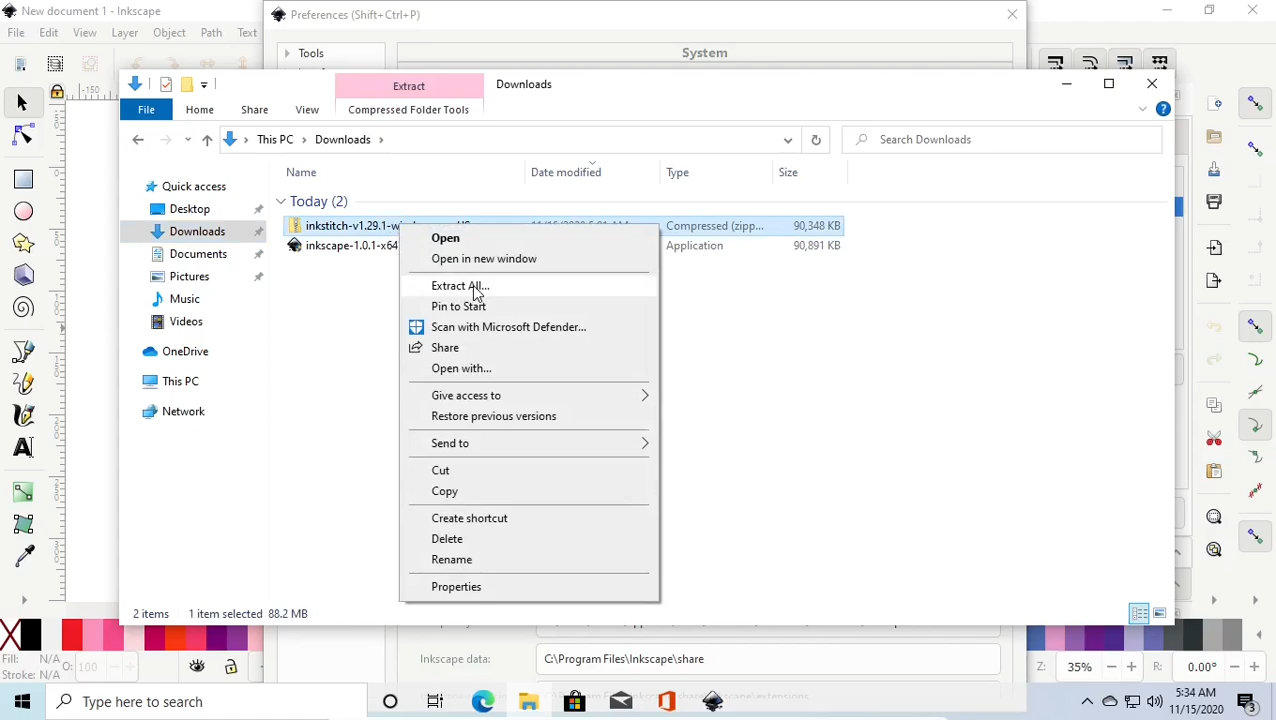 New document 1 - Inkscape
Preferences (Shift+Ctrl+P)
File Edit View Layer Object Path Text
Tools
System
-150
Extract
Downloads
File Home Share View Compressed Folder Tools
This PC Downloads
Search Downloads
Name Date modified Type Size
Quick access
Desktop
Downloads
Documents
Pictures
Music
Videos
OneDrive
This PC
Network
Today (2)
inkstitch-v1.29.1-w Compressed (zipp... 90,348 KB
inkscape-1.0.1-x64 Application 90,891 KB
Open
Open in new window
Extract All...
Pin to Start
Scan with Microsoft Defender...
Share
Open with...
Give access to
Restore previous versions
Send to
Cut
Copy
Create shortcut
Delete
Rename
Properties
2 items 1 item selected 88.2 MB
Fill: N/A
Stroke: N/A
O: 100
Inkscape data: C:\Program Files\Inkscape\share
Z: 35% R: 0.00°
Type here to search
5:34 AM
11/15/2020
3